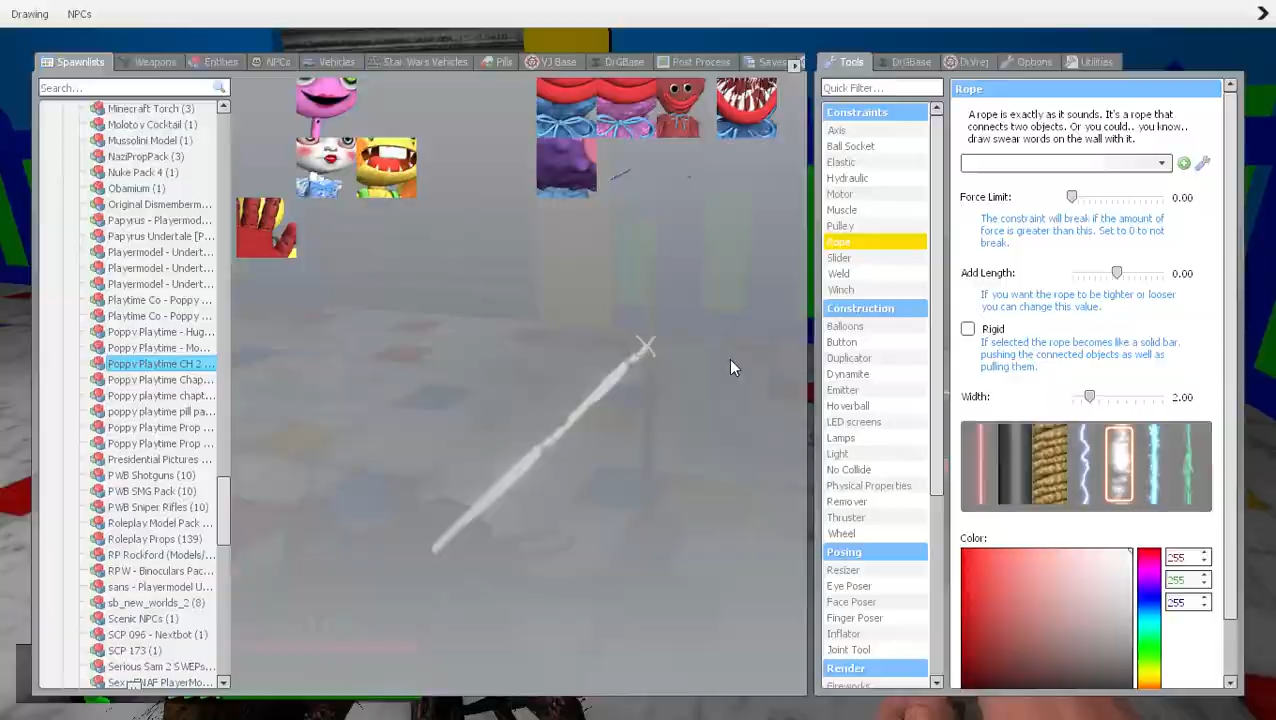 Drawing NPCs
Spawnlists Weapons Entities NPCs Vehicles Star Wars Vehicles Pills VJ Base DrGBase Post Process Saves
Search...
Minecraft Torch (3)
Molotov Cocktail (1)
Mussolini Model (1)
NaziPropPack (3)
Nuke Pack 4 (1)
Obamium (1)
Original Dismemberm...
Papyrus - Playermod...
Papyrus Undertale [P...
Playermodel - Undert...
Playermodel - Undert...
Playermodel - Undert...
Playtime Co - Poppy ...
Playtime Co - Poppy ...
Poppy Playtime - Hug...
Poppy Playtime - Mo...
Poppy Playtime CH 2 ...
Poppy Playtime Chap...
Poppy playtime chapt...
poppy playtime pill pa...
Poppy Playtime Prop ...
Poppy Playtime Prop ...
Presidential Pictures ...
PWB Shotguns (10)
PWB SMG Pack (10)
PWB Sniper Rifles (10)
Roleplay Model Pack ...
Roleplay Props (139)
RP Rockford (Models/...
RPW - Binoculars Pac...
sans - Playermodel U...
sb_new_worlds_2 (8)
Scenic NPCs (1)
SCP 096 - Nextbot (1)
SCP 173 (1)
Serious Sam 2 SWEPs...
Tools DrGBase DrVrej Options Utilities
Quick Filter...
Constraints
Axis
Ball Socket
Elastic
Hydraulic
Motor
Muscle
Pulley
Rope
Slider
Weld
Winch
Construction
Balloons
Button
Duplicator
Dynamite
Emitter
Hoverball
LED screens
Lamps
Light
No Collide
Physical Properties
Remover
Thruster
Wheel
Posing
Resizer
Eye Poser
Face Poser
Finger Poser
Inflator
Joint Tool
Render
Fireworks
Rope
A rope is exactly as it sounds. It's a rope that
connects two objects. Or you could.. you know..
draw swear words on the wall with it.
Force Limit: 0.00
The constraint will break if the amount of
force is greater than this. Set to 0 to not
break.
Add Length: 0.00
If you want the rope to be tighter or looser
you can change this value.
Rigid
If selected the rope becomes like a solid bar,
pushing the connected objects as well as
pulling them.
Width: 2.00
Color:
255
255
255